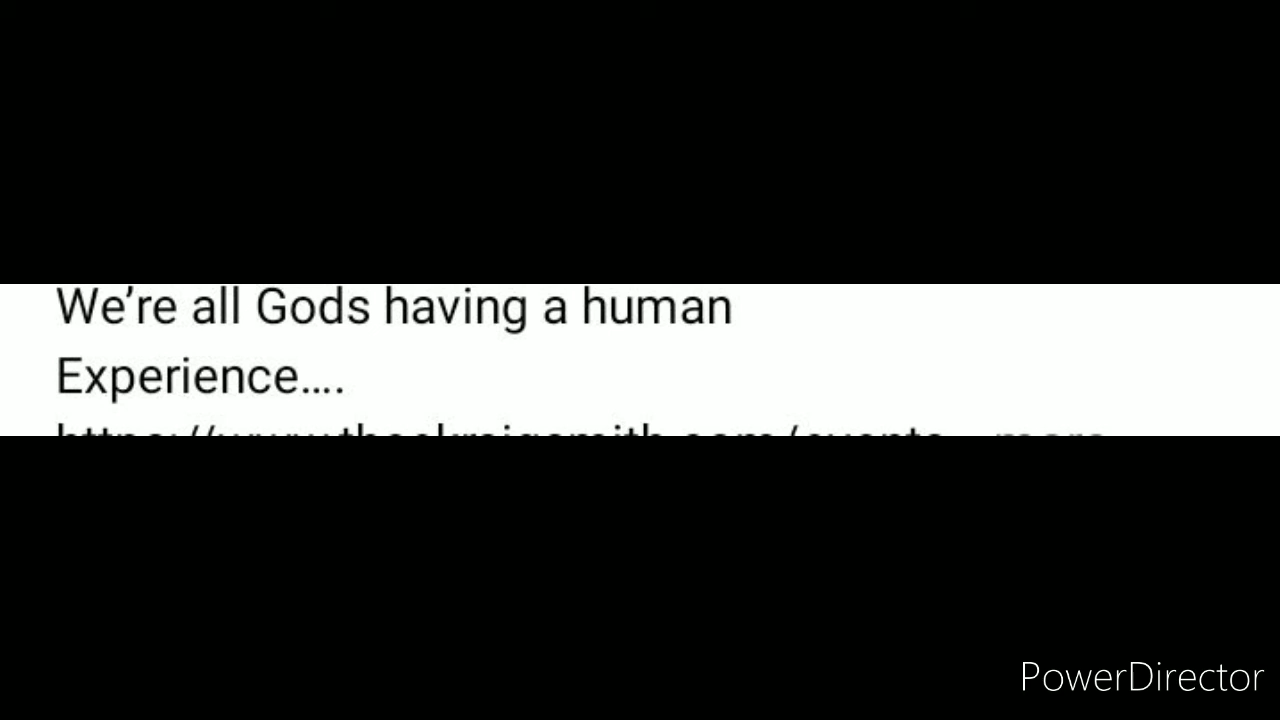 We’re all Gods having a human
Experience....
PowerDirector